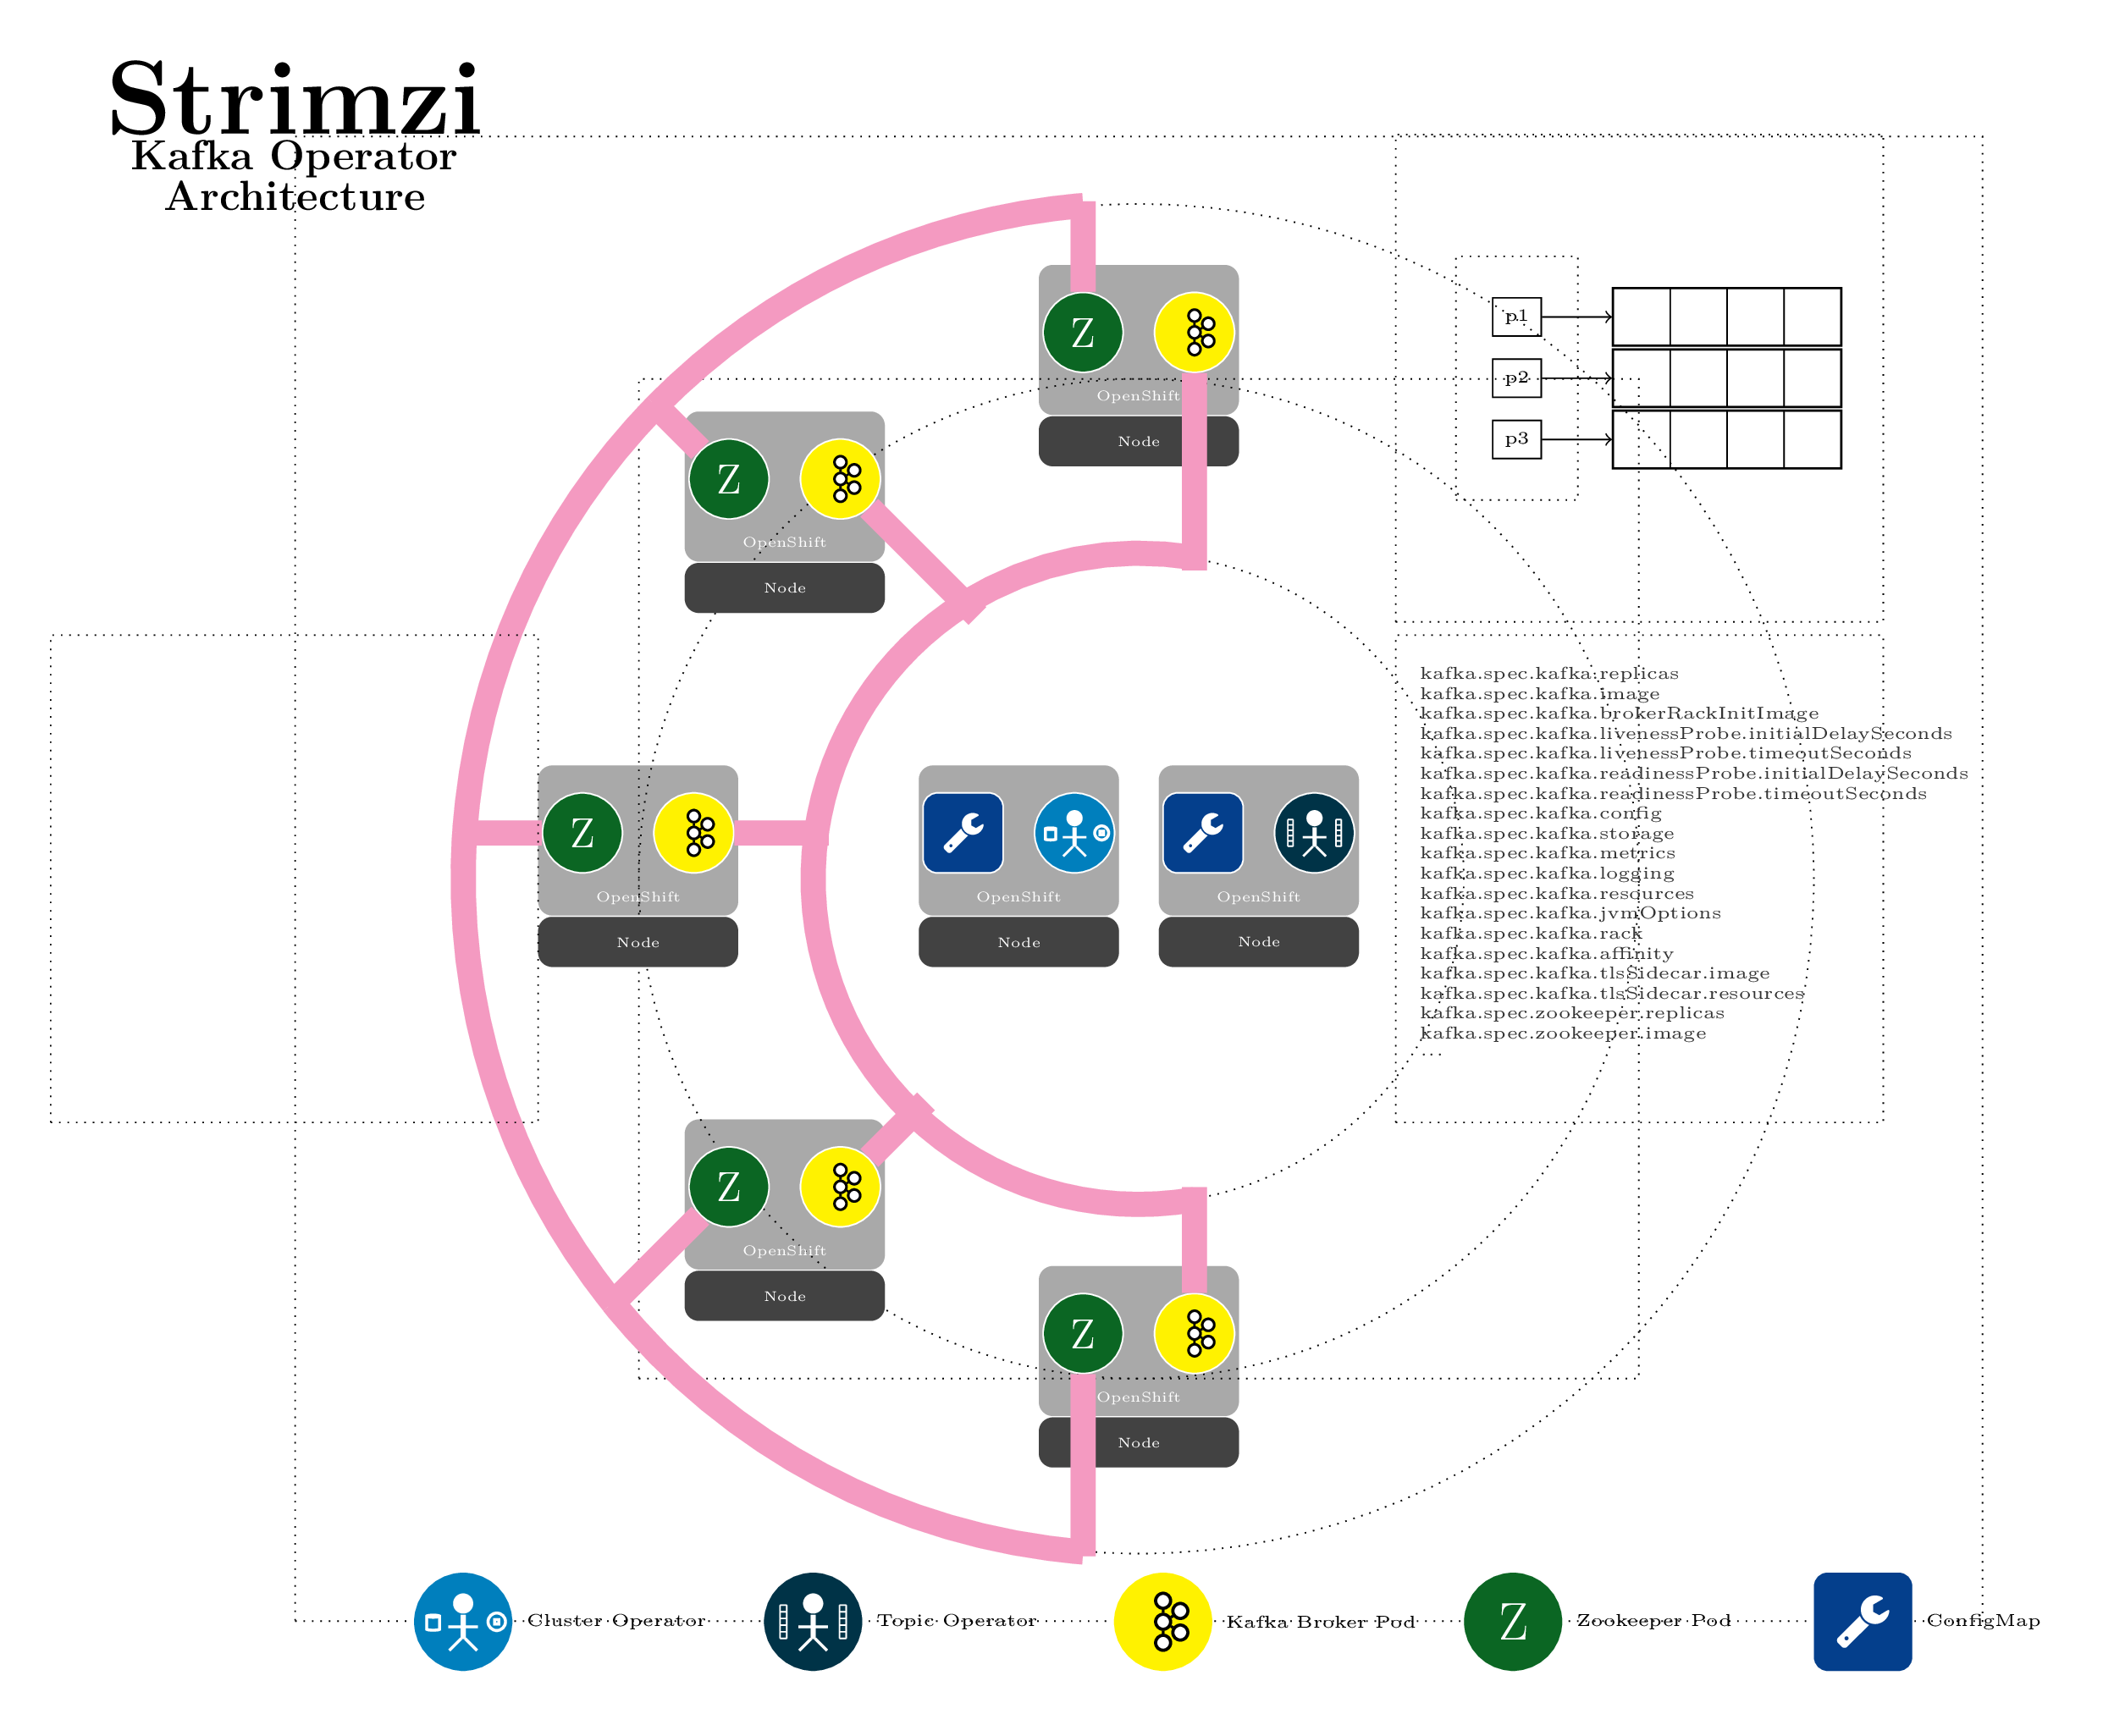 Strimzi
Kafka Operator
Architecture
Z
OpenShift
Node
p1
p2
p3
Z
OpenShift
Node
kafka.spec.kafka.replicas
kafka.spec.kafka.image
kafka.spec.kafka.brokerRackInitImage
kafka.spec.kafka.livenessProbe.initialDelaySeconds
kafka.spec.kafka.livenessProbe.timeoutSeconds
kafka.spec.kafka.readinessProbe.initialDelaySeconds
kafka.spec.kafka.readinessProbe.timeoutSeconds
kafka.spec.kafka.config
kafka.spec.kafka.storage
kafka.spec.kafka.metrics
kafka.spec.kafka.logging
kafka.spec.kafka.resources
kafka.spec.kafka.jvmOptions
kafka.spec.kafka.rack
kafka.spec.kafka.affinity
kafka.spec.kafka.tlsSidecar.image
kafka.spec.kafka.tlsSidecar.resources
kafka.spec.zookeeper.replicas
kafka.spec.zookeeper.image
...
Z
OpenShift
Node
OpenShift
Node
OpenShift
Node
Z
OpenShift
Node
Z
OpenShift
Node
Cluster Operator
Topic Operator
Kafka Broker Pod
Z
Zookeeper Pod
ConfigMap